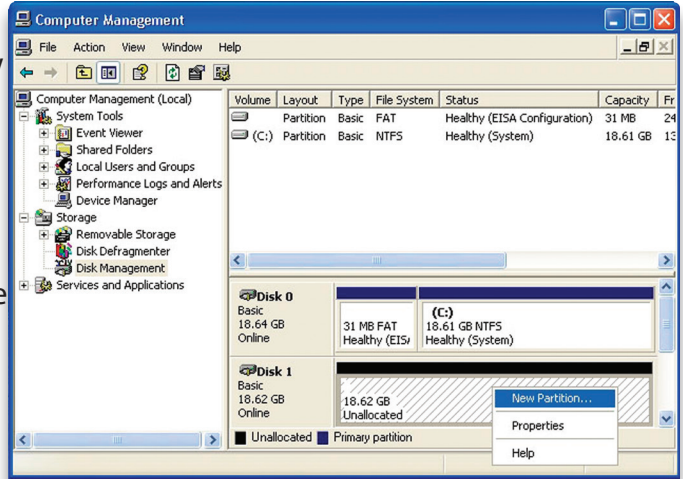 Computer Management
File Action View Window Help
Computer Management (Local)
System Tools
Event Viewer
Shared Folders
Local Users and Groups
Performance Logs and Alerts
Device Manager
Storage
Removable Storage
Disk Defragmenter
Disk Management
Services and Applications
Volume Layout Type File System Status Capacity Fr
Partition Basic FAT Healthy (EISA Configuration) 31 MB 24
(C:) Partition Basic NTFS Healthy (System) 18.61 GB 13
Disk 0
Basic
18.64 GB
Online
31 MB FAT
Healthy (EIS
(C:)
18.61 GB NTFS
Healthy (System)
Disk 1
Basic
18.62 GB
Online
18.62 GB
Unallocated
New Partition...
Properties
Help
Unallocated Primary partition